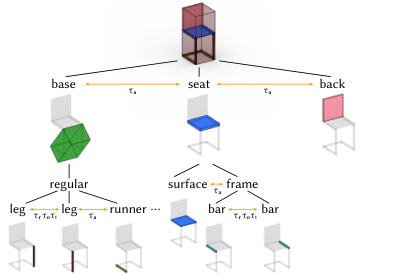 base τa seat τa back
regular surface τa frame
leg τr τo τt leg τa runner ... bar τr τo τt bar